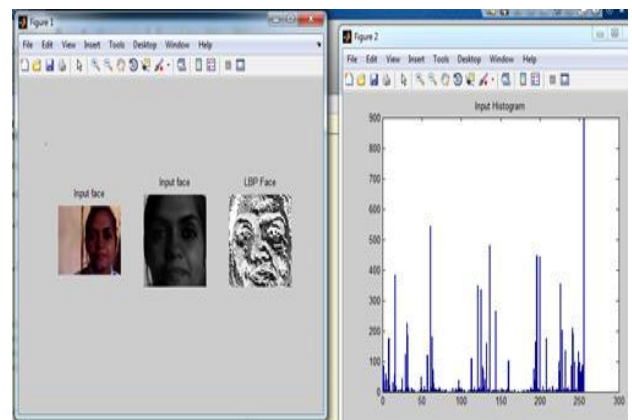 Figure 1
File Edit View Insert Tools Desktop Window Help
Input face
Input face
LBP Face
Figure 2
File Edit View Insert Tools Desktop Window Help
Input Histogram
900
800
700
600
500
400
300
200
100
0
0 50 100 150 200 250 300